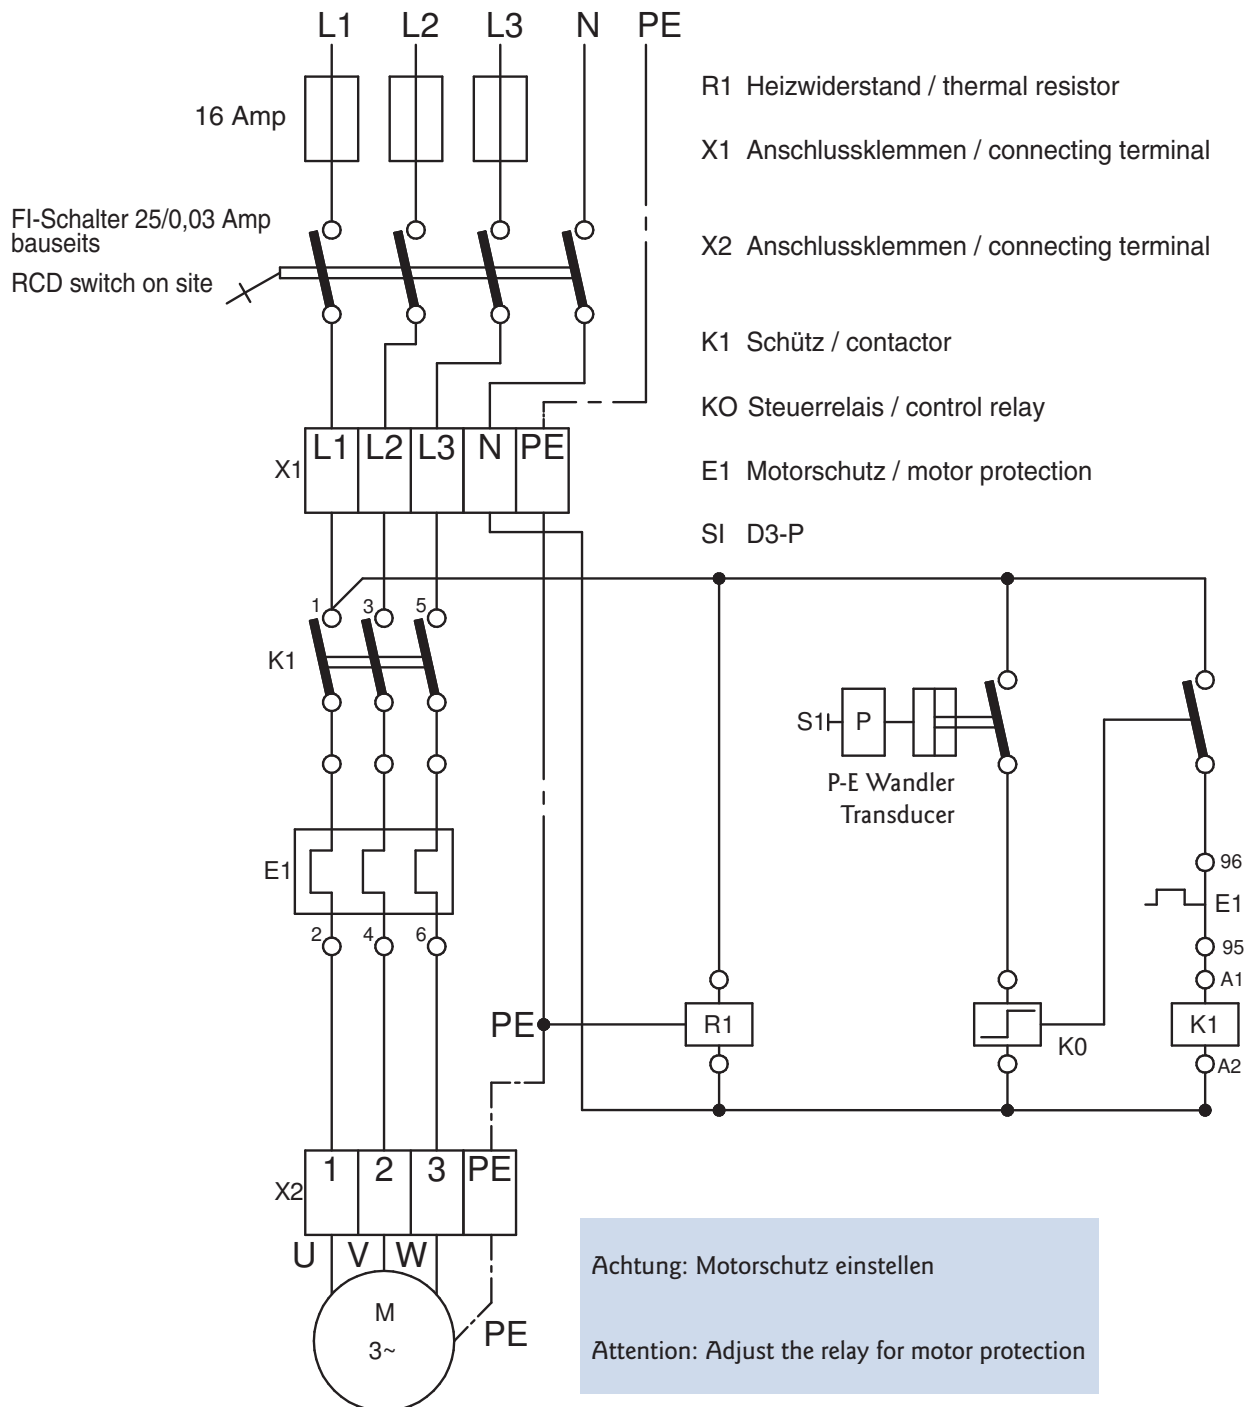 L1 L2 L3 N PE
16 Amp
R1 Heizwiderstand / thermal resistor
X1 Anschlussklemmen / connecting terminal
FI-Schalter 25/0,03 Amp
bauseits
RCD switch on site
X2 Anschlussklemmen / connecting terminal
K1 Schütz / contactor
KO Steuerrelais / control relay
X1 L1 L2 L3 N PE
E1 Motorschutz / motor protection
SI D3-P
1 3 5
K1
S1 P
P-E Wandler
Transducer
E1
96
E1
95
2 4 6
A1
PE R1 K0 K1
A2
X2 1 2 3 PE
U V W
M
3~
PE
Achtung: Motorschutz einstellen
Attention: Adjust the relay for motor protection